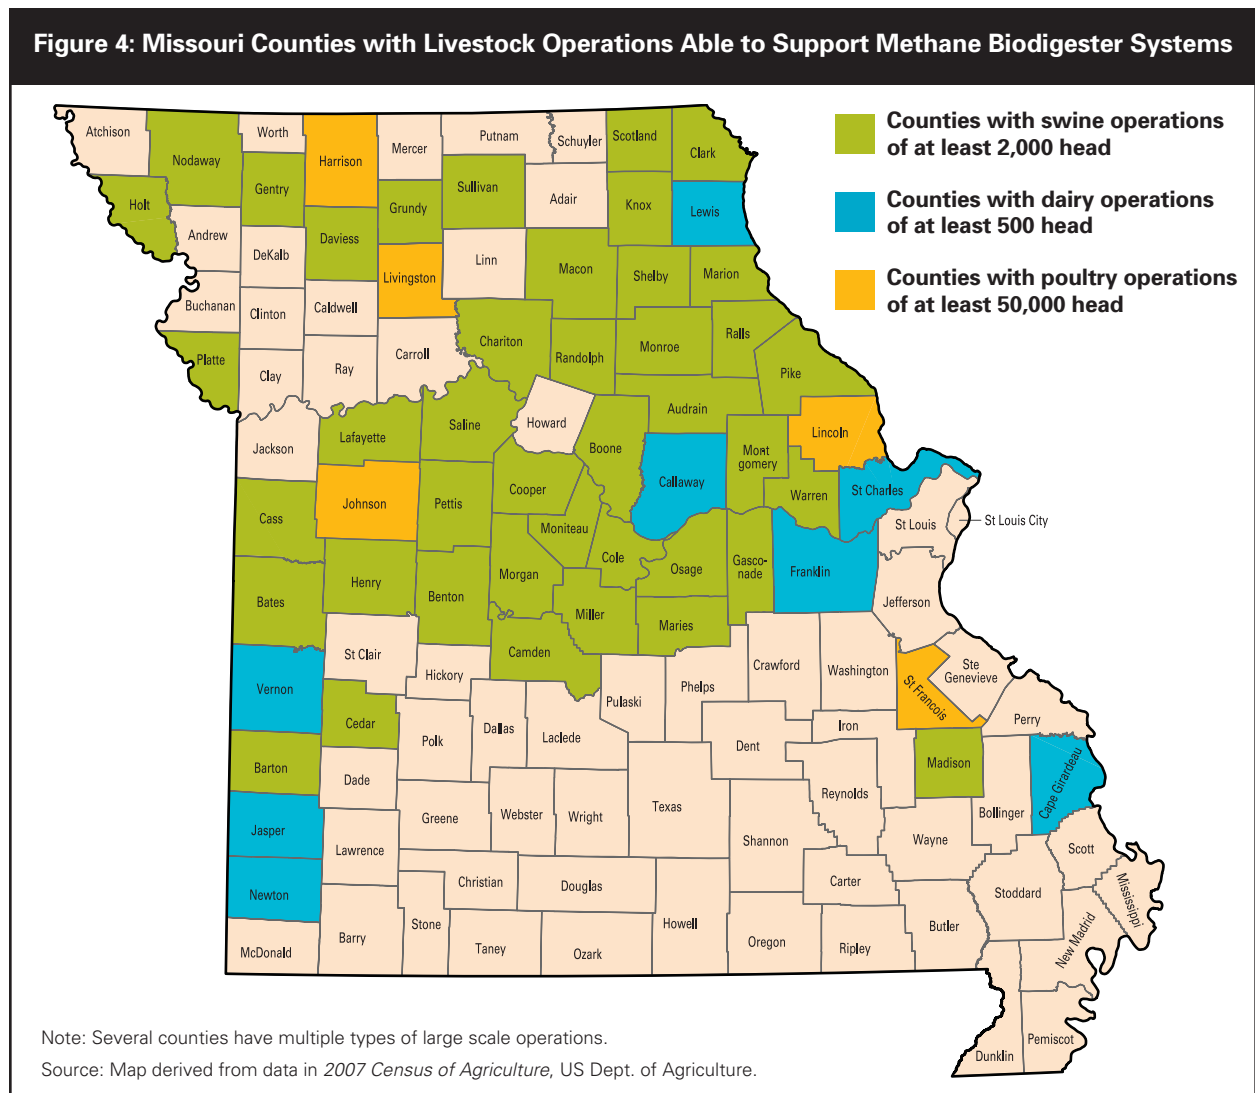 Figure 4: Missouri Counties with Livestock Operations Able to Support Methane Biodigester Systems
Counties with swine operations
of at least 2,000 head
Counties with dairy operations
of at least 500 head
Counties with poultry operations
of at least 50,000 head
Atchison
Nodaway
Worth
Harrison
Mercer
Putnam
Schuyler
Scotland
Clark
Holt
Gentry
Grundy
Sullivan
Adair
Knox
Lewis
Andrew
DeKalb
Daviess
Livingston
Linn
Macon
Shelby
Marion
Buchanan
Clinton
Caldwell
Chariton
Randolph
Monroe
Ralls
Platte
Clay
Ray
Carroll
Pike
Audrain
Jackson
Lafayette
Saline
Howard
Boone
Callaway
Mont
gomery
Lincoln
Warren
St Charles
St Louis
St Louis City
Cass
Johnson
Pettis
Cooper
Moniteau
Cole
Osage
Gasco-
nade
Franklin
Jefferson
Bates
Henry
Benton
Morgan
Miller
Maries
Camden
Vernon
St Clair
Hickory
Pulaski
Phelps
Crawford
Washington
St Francois
Ste
Genevieve
Perry
Cedar
Polk
Dallas
Laclede
Dent
Iron
Madison
Bollinger
Cape Girardeau
Barton
Dade
Greene
Webster
Wright
Texas
Shannon
Reynolds
Wayne
Scott
Mississippi
Jasper
Lawrence
Christian
Douglas
Carter
Stoddard
New Madrid
Newton
McDonald
Barry
Stone
Taney
Ozark
Howell
Oregon
Ripley
Butler
Dunklin
Pemiscot
Note: Several counties have multiple types of large scale operations.
Source: Map derived from data in 2007 Census of Agriculture, US Dept. of Agriculture.